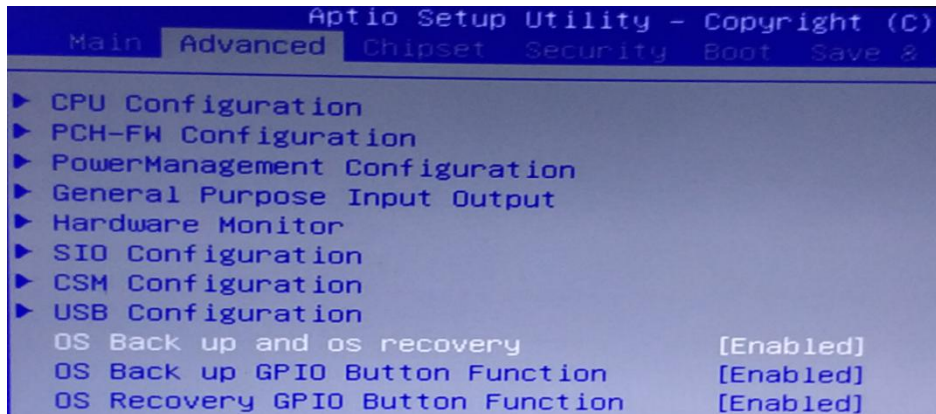 Aptio Setup Utility – Copyright (C)
Main Advanced Chipset Security Boot Save &
► CPU Configuration
► PCH-FW Configuration
► PowerManagement Configuration
► General Purpose Input Output
► Hardware Monitor
► SIO Configuration
► CSM Configuration
► USB Configuration
OS Back up and os recovery [Enabled]
OS Back up GPIO Button Function [Enabled]
OS Recovery GPIO Button Function [Enabled]